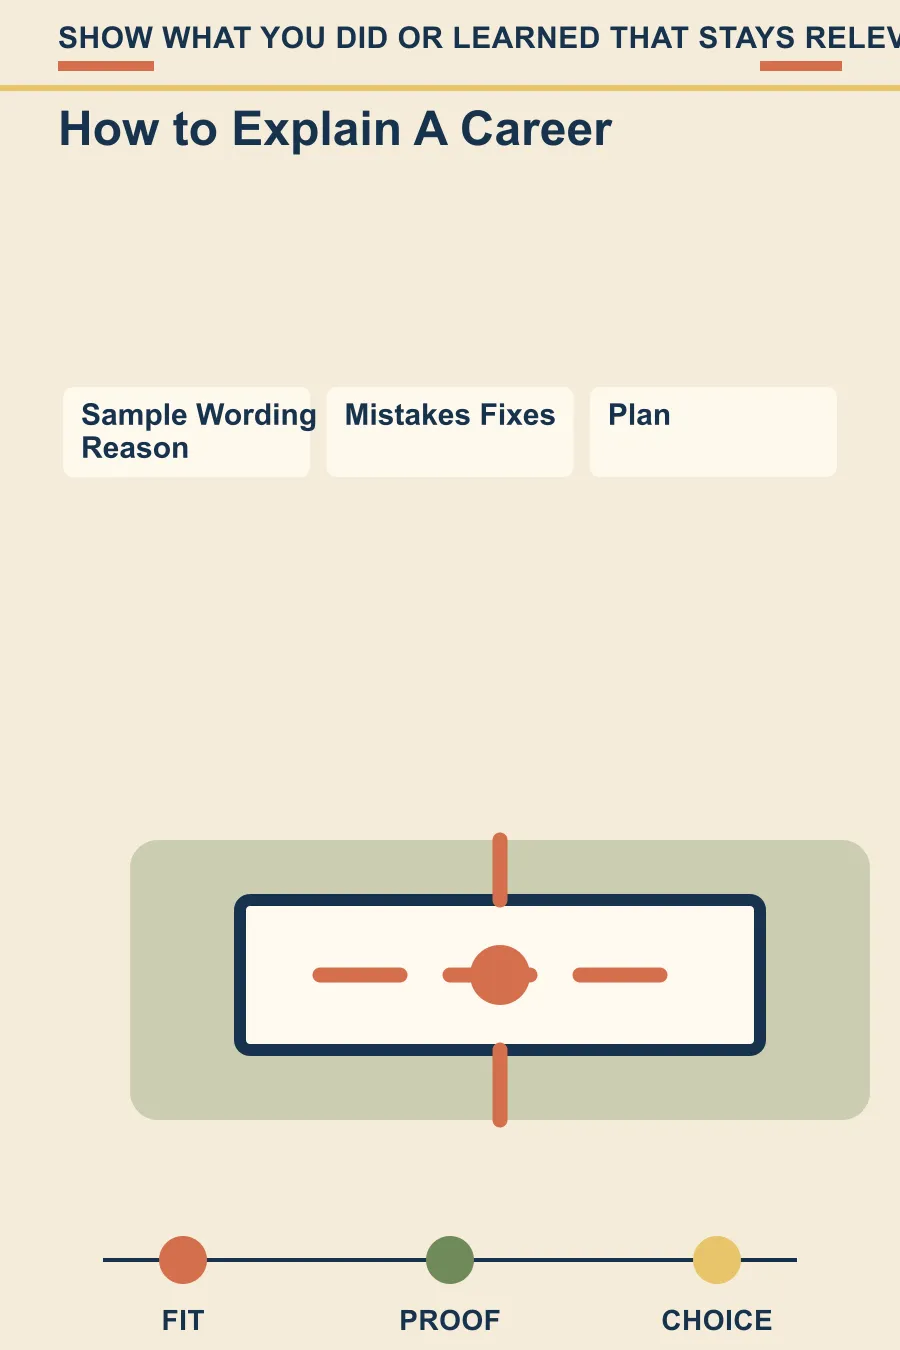 SHOW WHAT YOU DID OR LEARNED THAT STAYS RELEV
How to Explain A Career
Sample Wording
Reason
Mistakes Fixes
Plan
FIT
PROOF
CHOICE